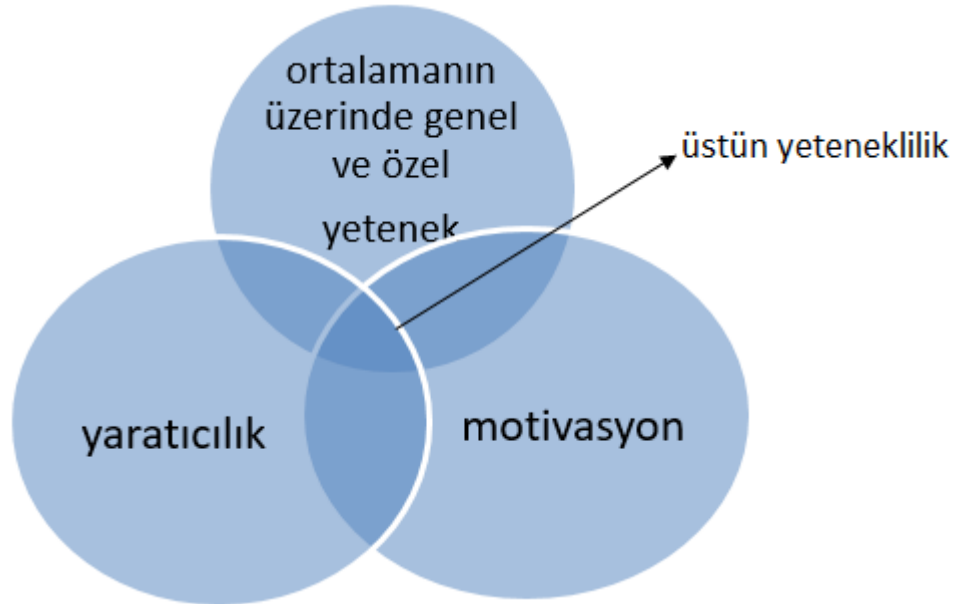 ortalamanın
üzerinde genel
ve özel
yetenek
üstün yeteneklilik
yaratıcılık
motivasyon